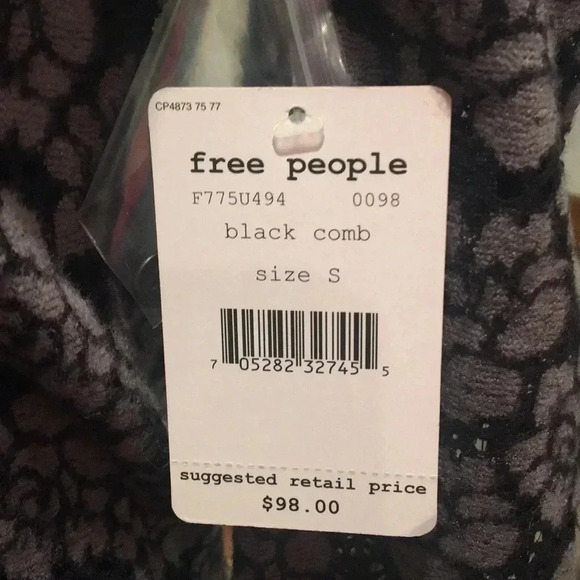 CP4873 75 77
free people
F775U494 0098
black comb
size S
7 05282 32745 5
suggested retail price
$98.00